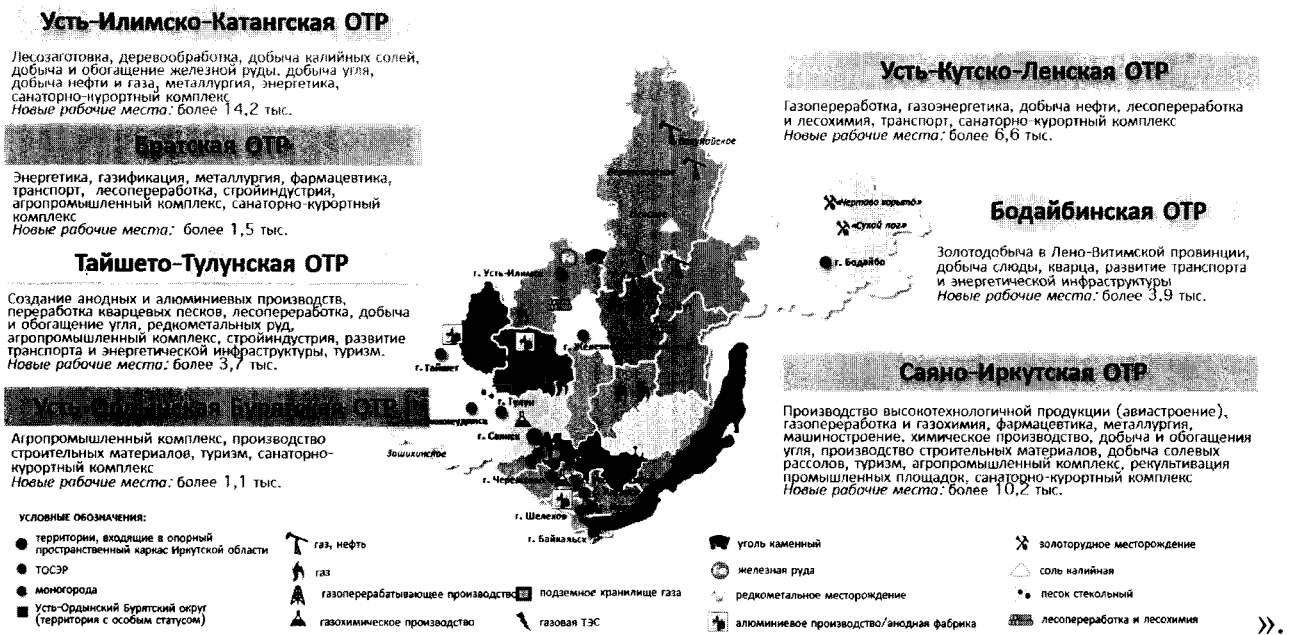 Усть-Илимско-Катангская ОТР
Лесозаготовка, деревообработка, добыча калийных солей,
добыча и обогащение железной руды, добыча угля,
добыча нефти и газа, металлургия, энергетика,
санаторно-курортный комплекс
Новые рабочие места: более 14,2 тыс.
Братская ОТР
Энергетика, газификация, металлургия, фармацевтика,
транспорт, лесопереработка, стройиндустрия,
агропромышленный комплекс, санаторно-курортный
комплекс
Новые рабочие места: более 1,5 тыс.
Тайшето-Тулунская ОТР
Создание анодных и алюминиевых производств,
переработка кварцевых песков, лесопереработка, добыча
и обогащение угля, редкометальных руд,
агропромышленный комплекс, стройиндустрия, развитие
транспорта и энергетической инфраструктуры, туризм.
Новые рабочие места: более 3,7 тыс.
Усть-Ордынская Бурятская ОТР
Агропромышленный комплекс, производство
строительных материалов, туризм, санаторно-
курортный комплекс
Новые рабочие места: более 1,1 тыс.
г. Усть-Илимск
г. Тайшет
г. Тулун
г. Саянск
Зашихинское
г. Черемхово
г. Шелехов
г. Байкальск
Усть-Кутско-Ленская ОТР
Газопереработка, газоэнергетика, добыча нефти, лесопереработка
и лесохимия, транспорт, санаторно-курортный комплекс
Новые рабочие места: более 6,6 тыс.
«Чертово корыто»
«Сухой лог»
г. Бодайбо
Бодайбинская ОТР
Золотодобыча в Лено-Витимской провинции,
добыча слюды, кварца, развитие транспорта
и энергетической инфраструктуры
Новые рабочие места: более 3,9 тыс.
Саяно-Иркутская ОТР
Производство высокотехнологичной продукции (авиастроение),
газопереработка и газохимия, фармацевтика, металлургия,
машиностроение, химическое производство, добыча и обогащения
угля, производство строительных материалов, добыча солевых
рассолов, туризм, агропромышленный комплекс, рекультивация
промышленных площадок, санаторно-курортный комплекс
Новые рабочие места: более 10,2 тыс.
УСЛОВНЫЕ ОБОЗНАЧЕНИЯ:
территории, входящие в опорный
пространственный каркас Иркутской области
ТОСЭР
моногорода
Усть-Ордынский Бурятский округ
(территория с особым статусом)
газ, нефть
газ
газоперерабатывающее производство
газохимическое производство
подземное хранилище газа
газовая ТЭС
уголь каменный
железная руда
редкометальное месторождение
алюминиевое производство/анодная фабрика
золоторудное месторождение
соль калийная
песок стекольный
лесопереработка и лесохимия
».